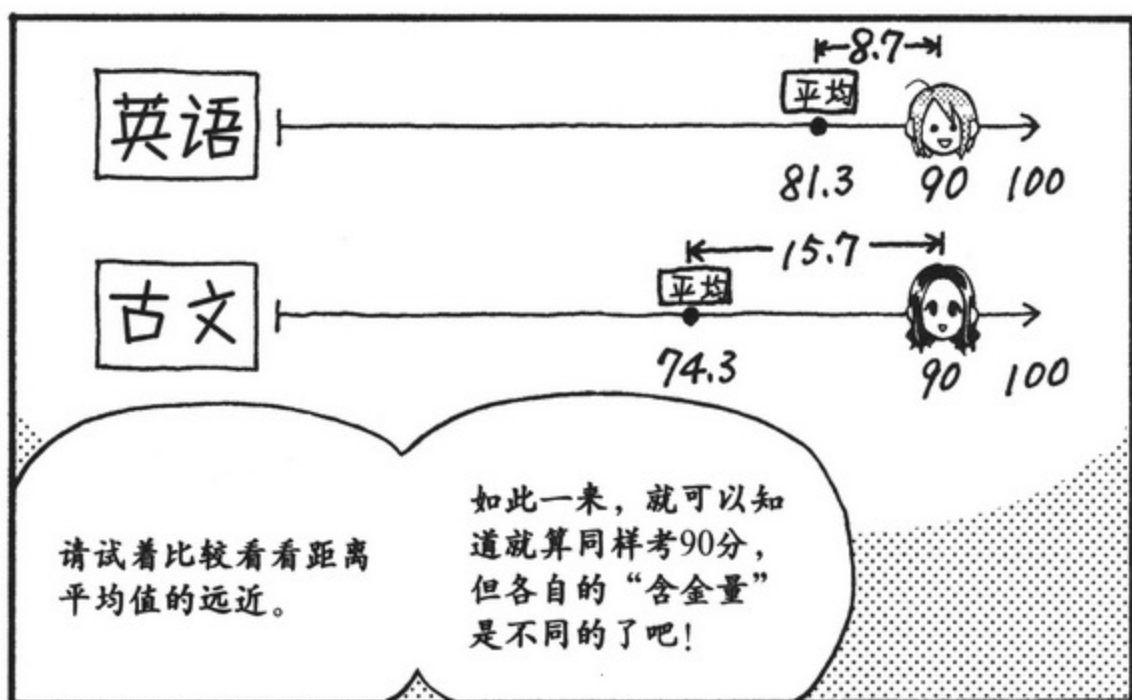 8.7
平均
英语
81.3 90 100
15.7
平均
古文
74.3 90 100
请试着比较看看距离
平均值的远近。
如此一来，就可以知
道就算同样考90分，
但各自的“含金量”
是不同的了吧！